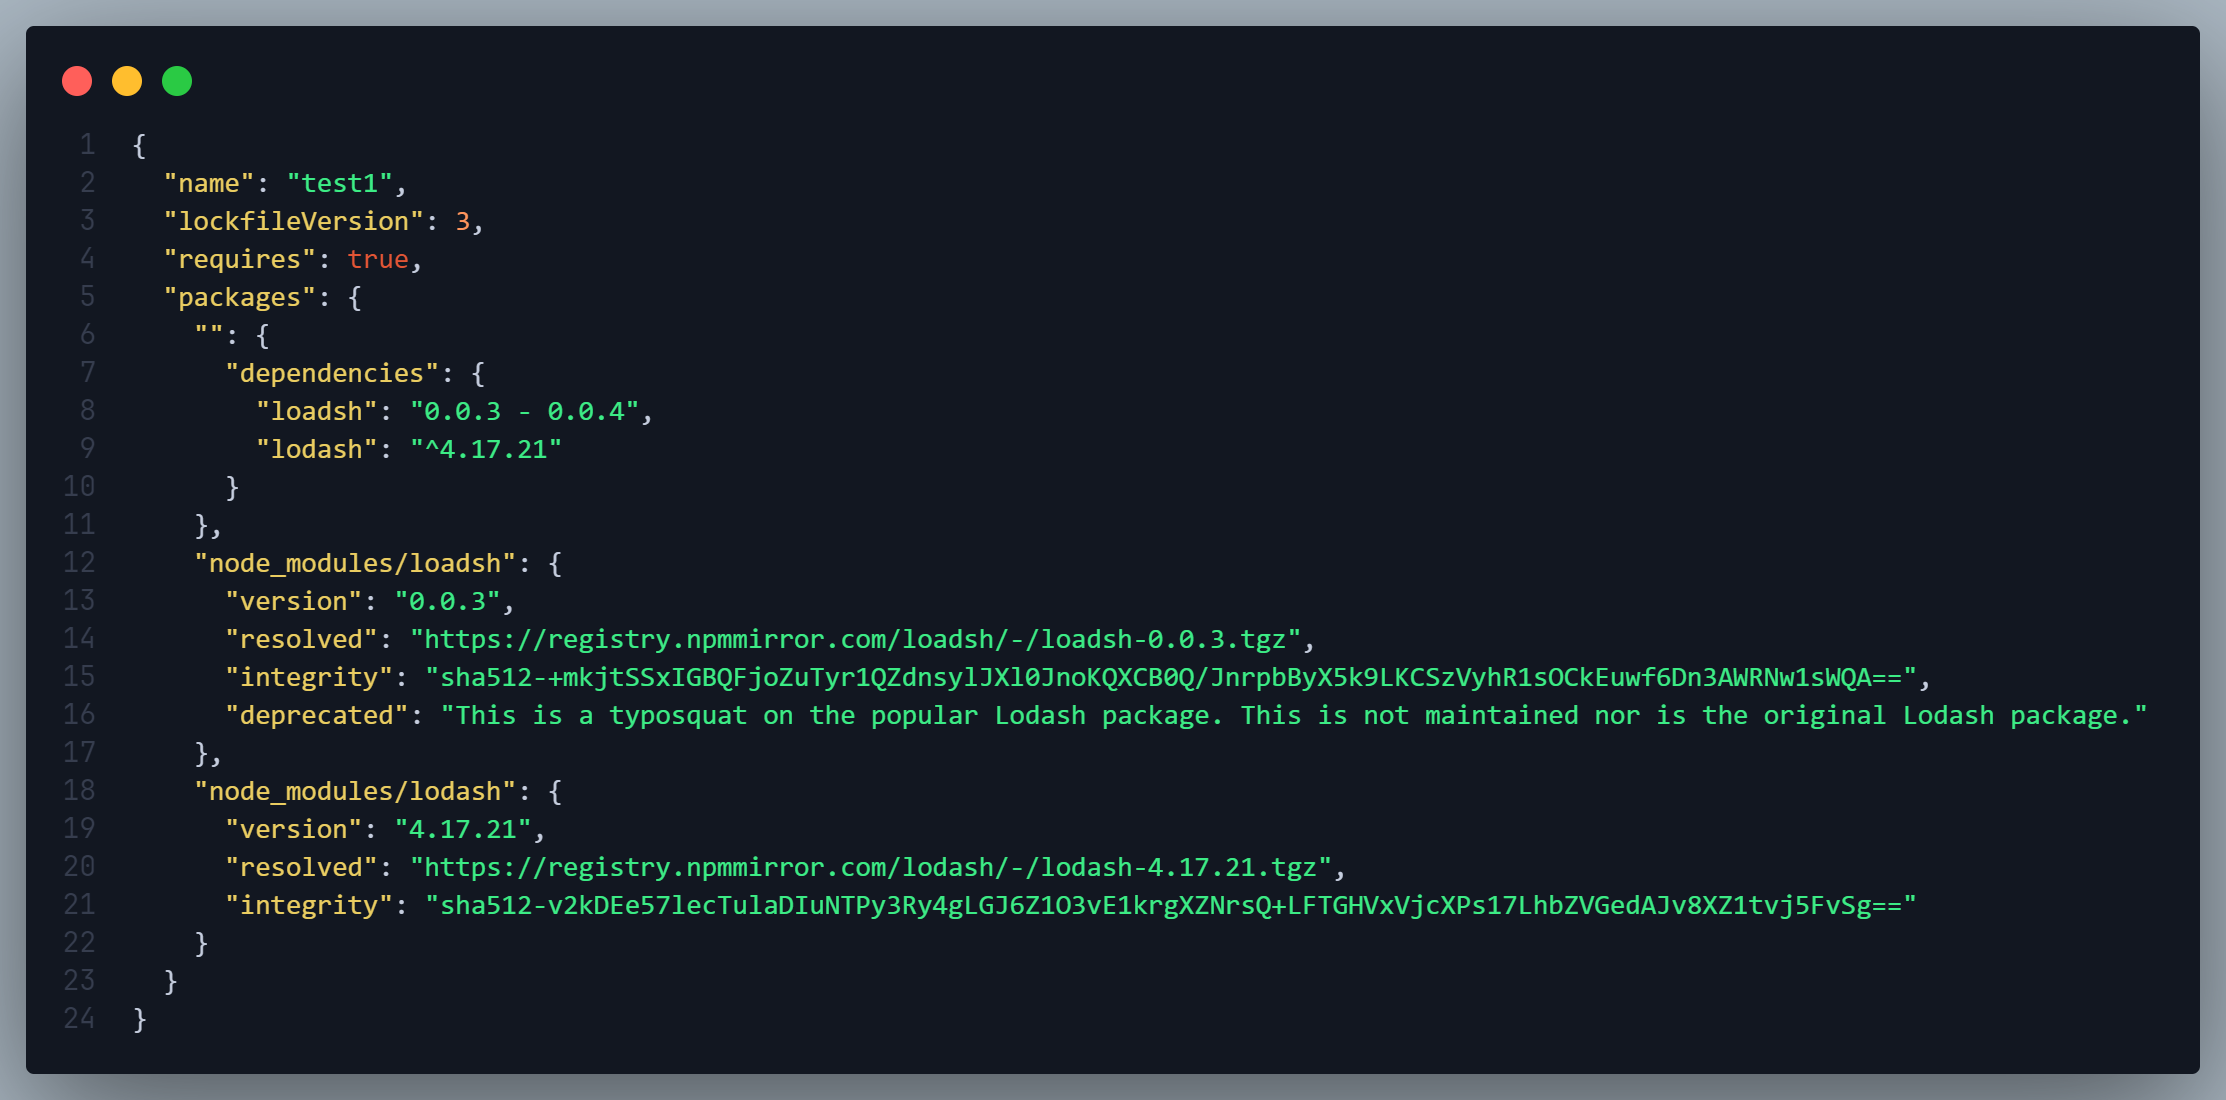 1 {
2   "name": "test1",
3   "lockfileVersion": 3,
4   "requires": true,
5   "packages": {
6     "": {
7       "dependencies": {
8         "loadsh": "0.0.3 - 0.0.4",
9         "lodash": "^4.17.21"
10       }
11     },
12     "node_modules/loadsh": {
13       "version": "0.0.3",
14       "resolved": "https://registry.npmmirror.com/loadsh/-/loadsh-0.0.3.tgz",
15       "integrity": "sha512-+mkjtSSxIGBQFjoZuTyr1QZdnsylJXl0JnoKQXCB0Q/JnrpbByX5k9LKCSzVyhR1sOCkEuwf6Dn3AWRNw1sWQA==",
16       "deprecated": "This is a typosquat on the popular Lodash package. This is not maintained nor is the original Lodash package."
17     },
18     "node_modules/lodash": {
19       "version": "4.17.21",
20       "resolved": "https://registry.npmmirror.com/lodash/-/lodash-4.17.21.tgz",
21       "integrity": "sha512-v2kDEe57lecTulaDIuNTPy3Ry4gLGJ6Z1O3vE1krgXZNrsQ+LFTGHVxVjcXPs17LhbZVGedAJv8XZ1tvj5FvSg=="
22     }
23   }
24 }